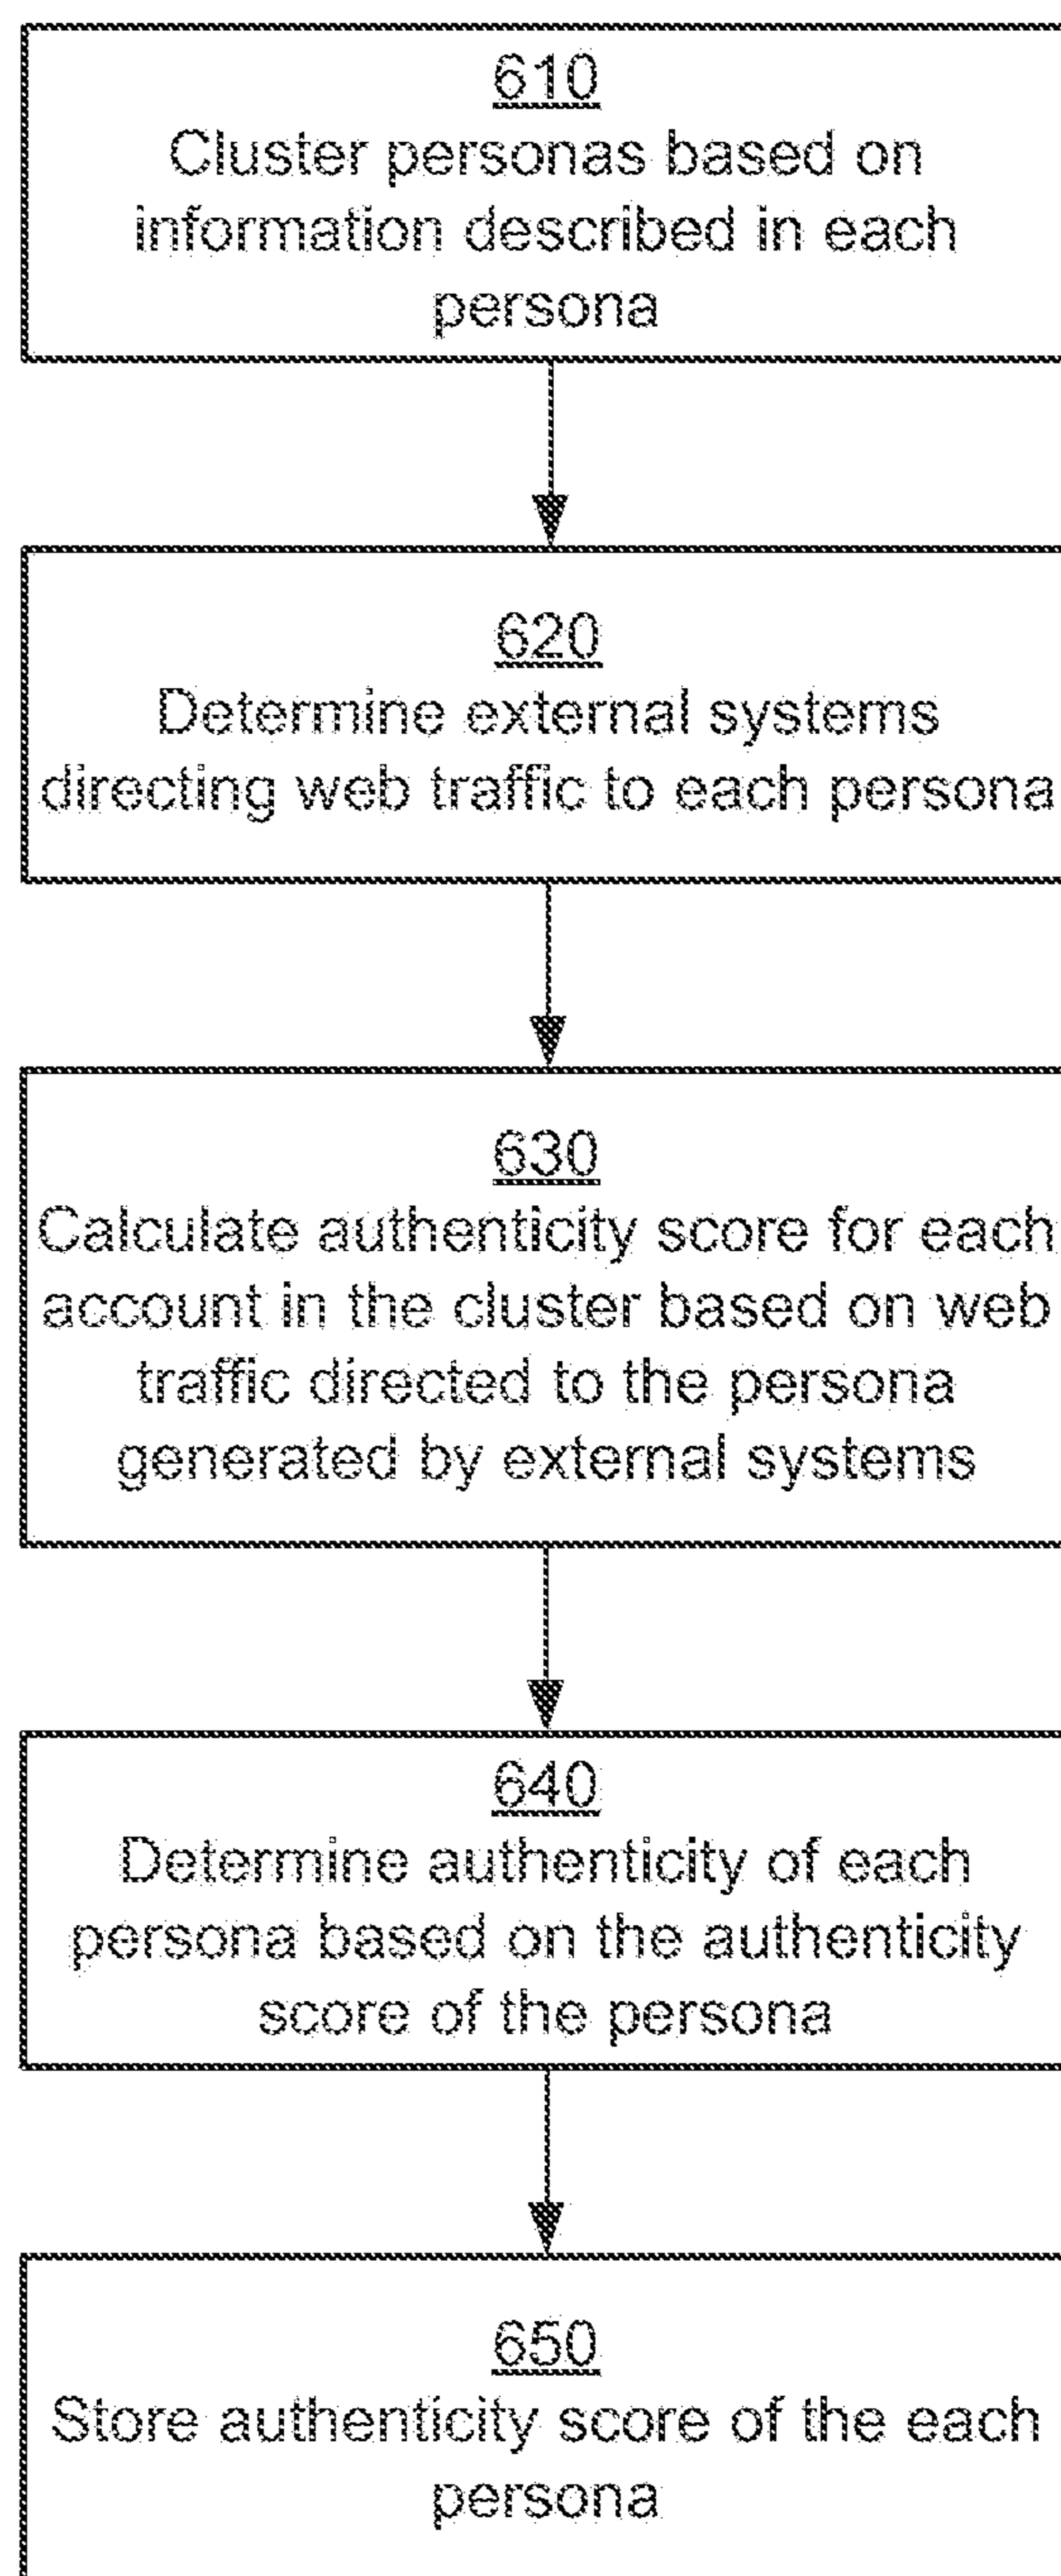 610
Cluster personas based on
information described in each
persona
620
Determine external systems
directing web traffic to each persona
630
Calculate authenticity score for each
account in the cluster based on web
traffic directed to the persona
generated by external systems
640
Determine authenticity of each
persona based on the authenticity
score of the persona
650
Store authenticity score of the each
persona